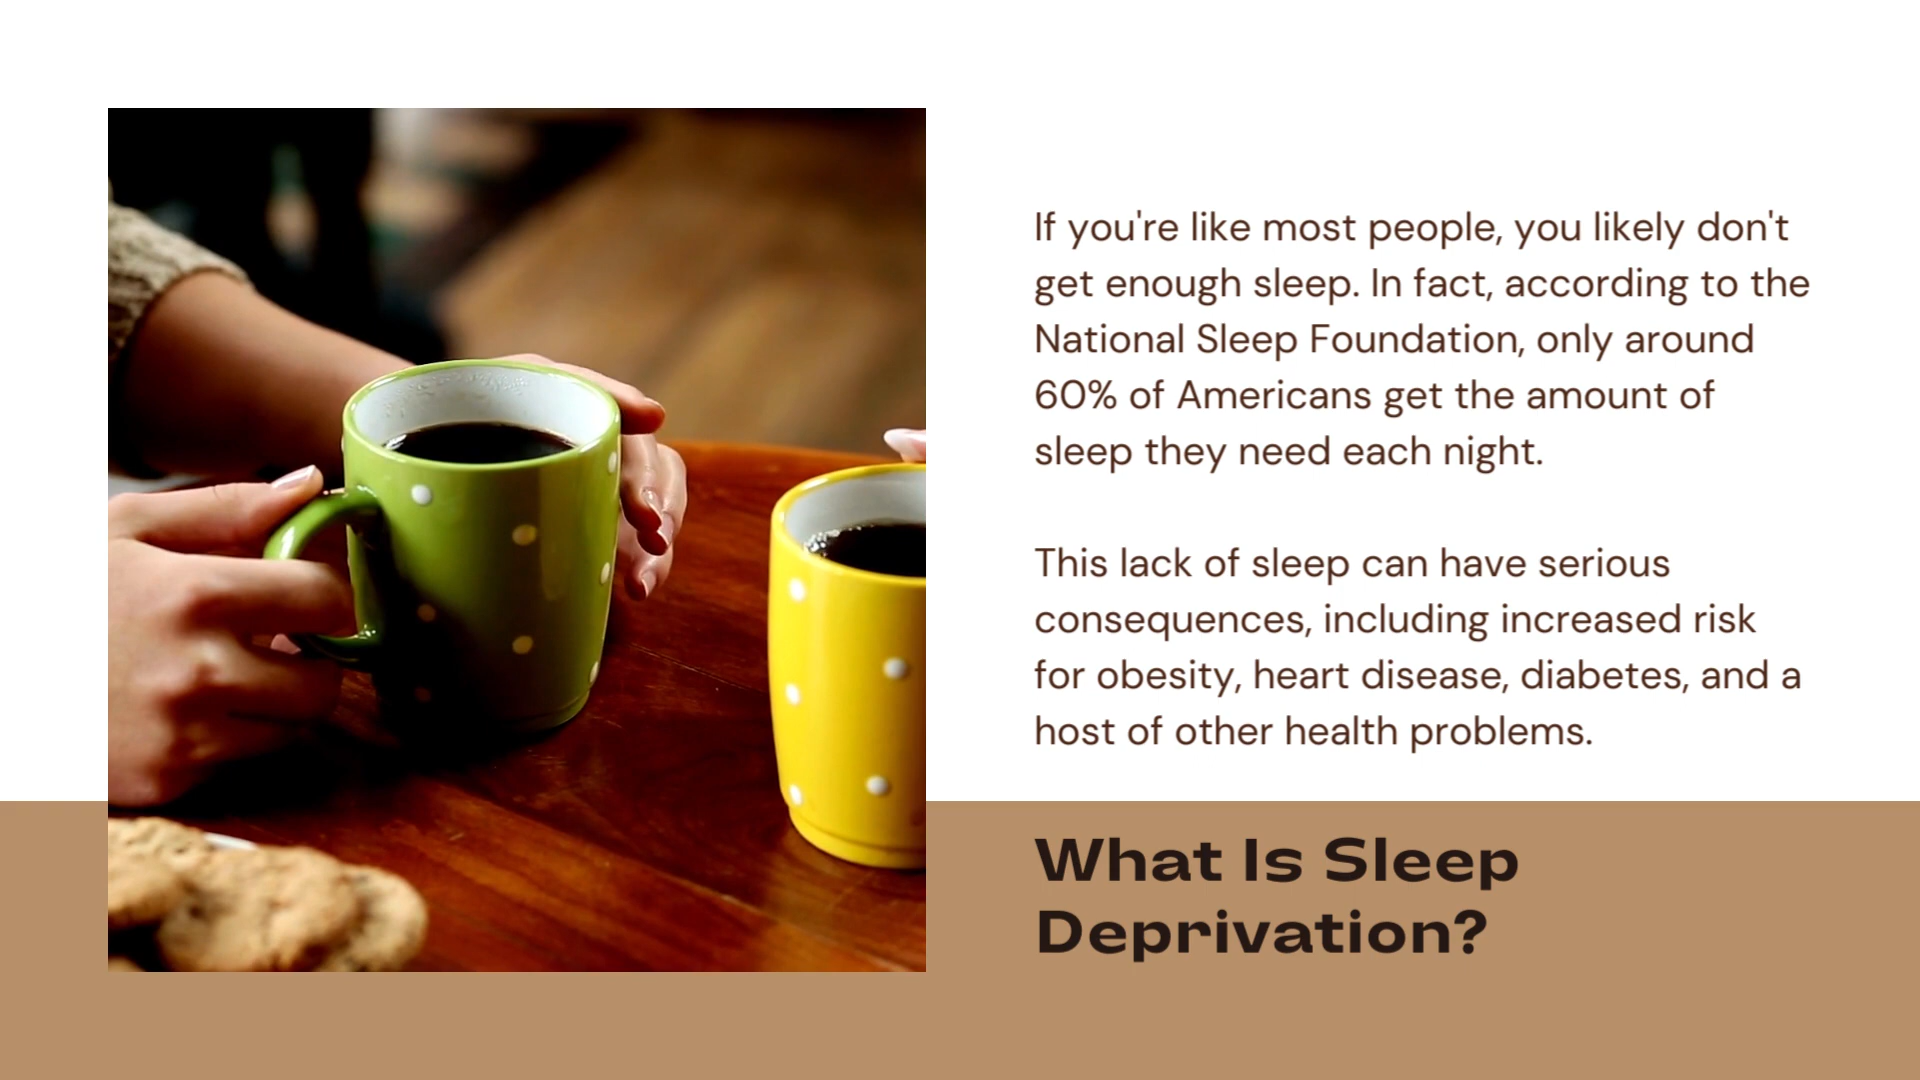 If you're like most people, you likely don't
get enough sleep. In fact, according to the
National Sleep Foundation, only around
60% of Americans get the amount of
sleep they need each night.
This lack of sleep can have serious
consequences, including increased risk
for obesity, heart disease, diabetes, and a
host of other health problems.
What Is Sleep
Deprivation?